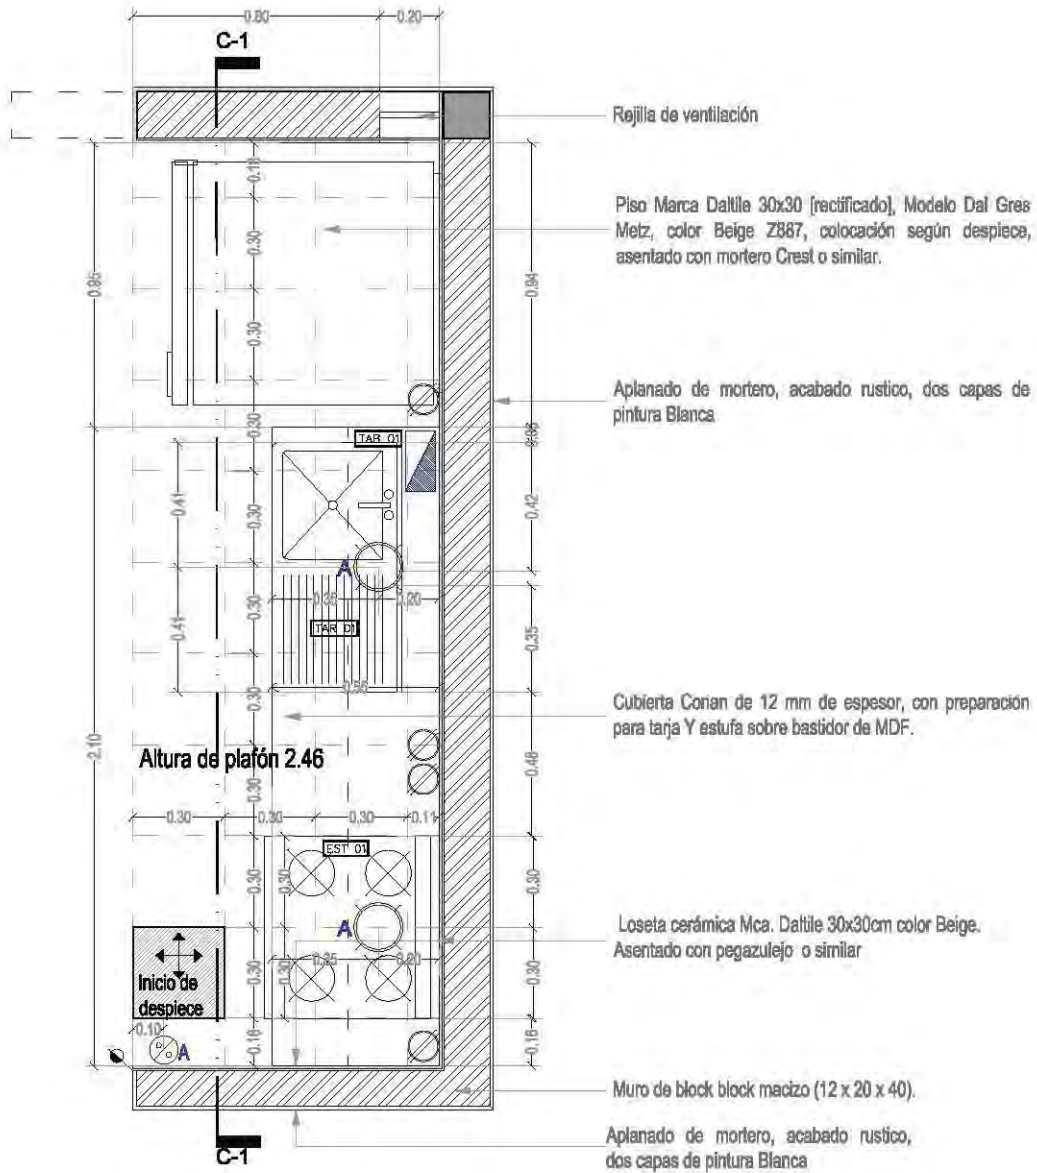 0.80
0.20
C-1
Rejilla de ventilación
Piso Marca Daltile 30x30 [rectificado], Modelo Dal Gres
Metz, color Beige Z887, colocación según despiece,
asentado con mortero Crest o similar.
0.18
0.30
0.95
0.94
0.30
Aplanado de mortero, acabado rustico, dos capas de
pintura Blanca
0.30
TAR 01
0.41
0.30
0.42
A
0.35
0.20
0.30
0.41
TAR 01
0.35
0.55
0.30
Cubierta Corian de 12 mm de espesor, con preparación
para tarja Y estufa sobre bastidor de MDF.
2.10
Altura de plafón 2.46
0.30
0.48
0.30
0.30
0.30
0.11
EST 01
0.30
0.30
0.30
A
Loseta cerámica Mca. Daltile 30x30cm color Beige.
Asentado con pegazulejo o similar
0.20
Inicio de
despiece
0.30
0.30
0.30
0.10
A
0.16
0.16
Muro de block block macizo (12 x 20 x 40).
Aplanado de mortero, acabado rustico,
dos capas de pintura Blanca
C-1